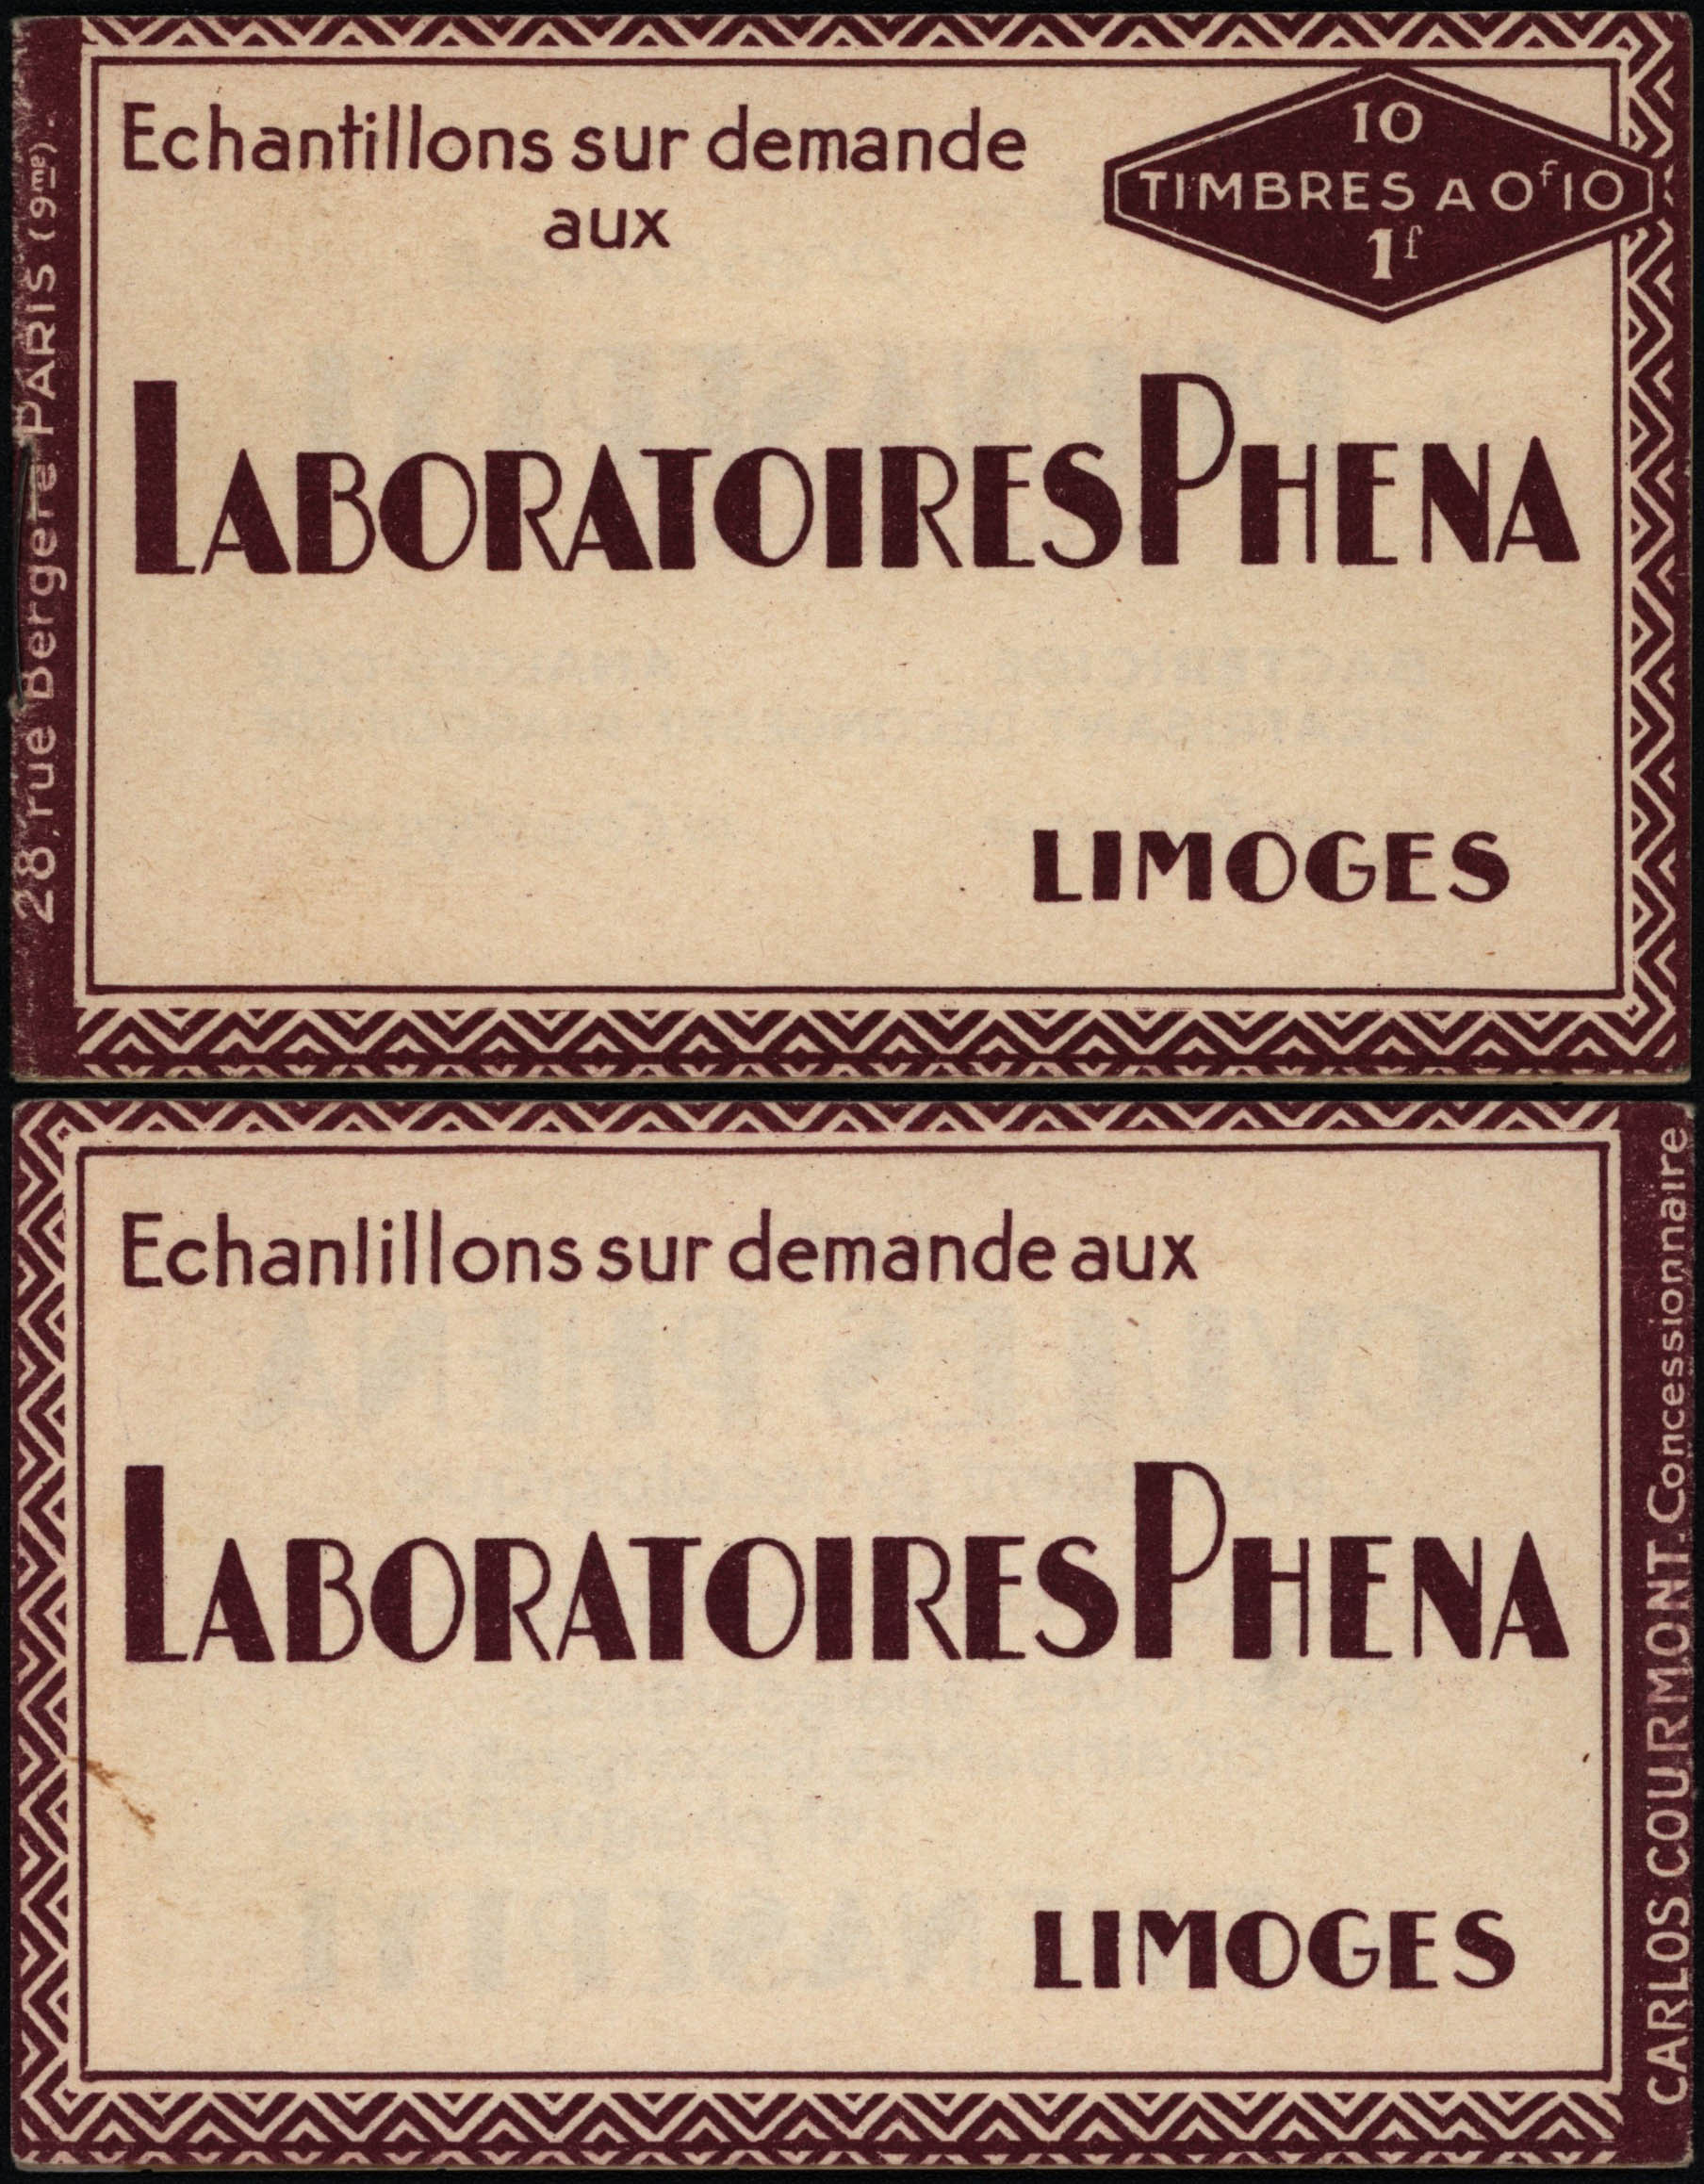 28, rue Bergère PARIS (9me).
Echantillons sur demande
aux
10
TIMBRES A 0f10
1f
LABORATOIRES PHENA
LIMOGES
Echanlillons sur demande aux
LABORATOIRES PHENA
LIMOGES
CARLOS COURMONT. Concessionnaire